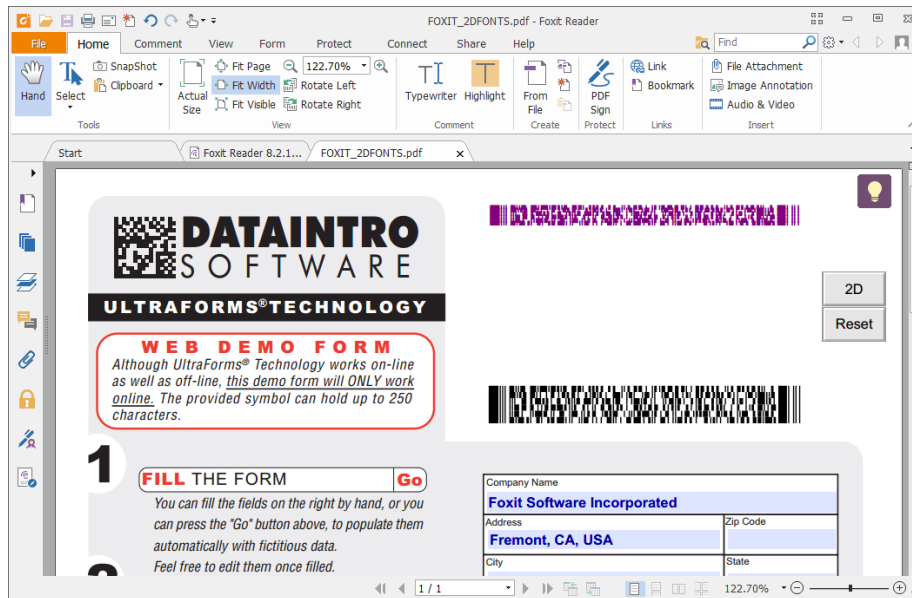 FOXIT_2DFONTS.pdf - Foxit Reader
File Home Comment View Form Protect Connect Share Help Find
Hand
Select
SnapShot
Clipboard
Tools
Actual Size
Fit Page
Fit Width
Fit Visible
122.70%
Rotate Left
Rotate Right
View
Typewriter
Highlight
Comment
From File
Create
PDF Sign
Protect
Link
Bookmark
Links
File Attachment
Image Annotation
Audio & Video
Insert
Start Foxit Reader 8.2.1... FOXIT_2DFONTS.pdf x
DATAINTRO
SOFTWARE
ULTRAFORMS®TECHNOLOGY
WEB DEMO FORM
Although UltraForms® Technology works on-line
as well as off-line, this demo form will ONLY work
online. The provided symbol can hold up to 250
characters.
2D
Reset
1
FILL THE FORM Go
You can fill the fields on the right by hand, or you
can press the "Go" button above, to populate them
automatically with fictitious data.
Feel free to edit them once filled.
Company Name
Foxit Software Incorporated
Address Zip Code
Fremont, CA, USA
City State
1 / 1 122.70%